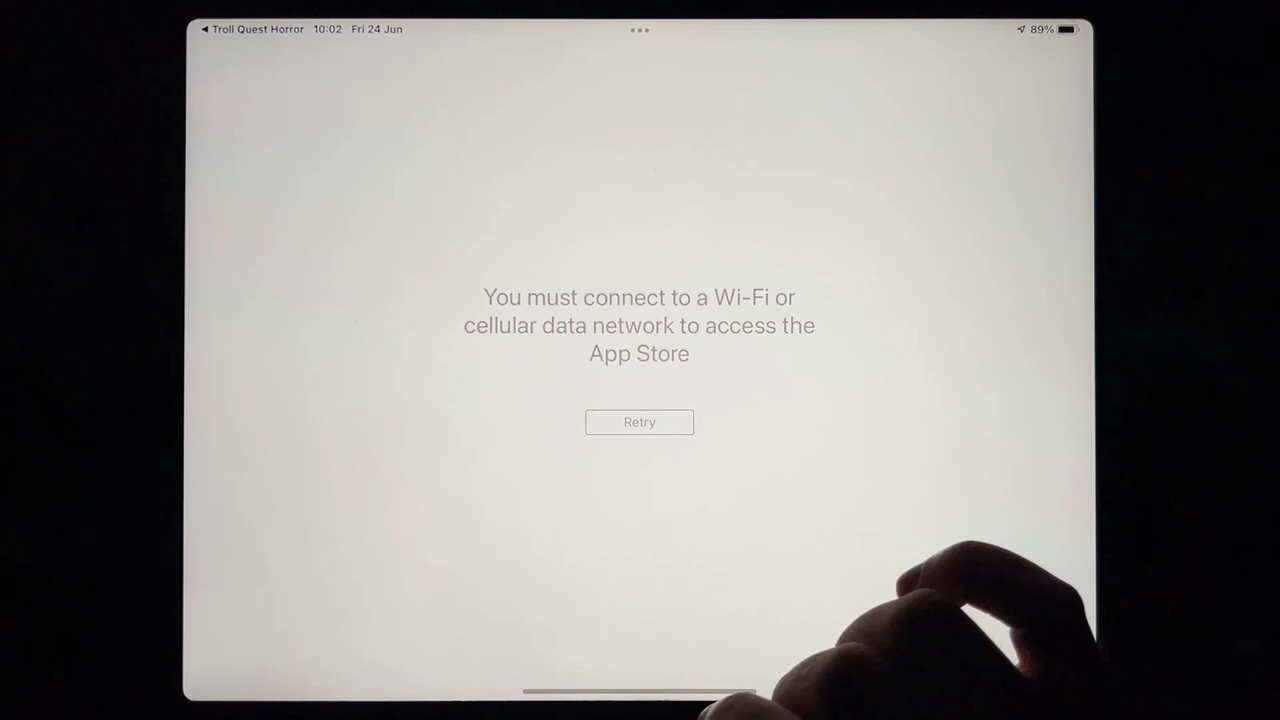 Troll Quest Horror 10:02 Fri 24 Jun 89%
You must connect to a Wi-Fi or
cellular data network to access the
App Store
Retry